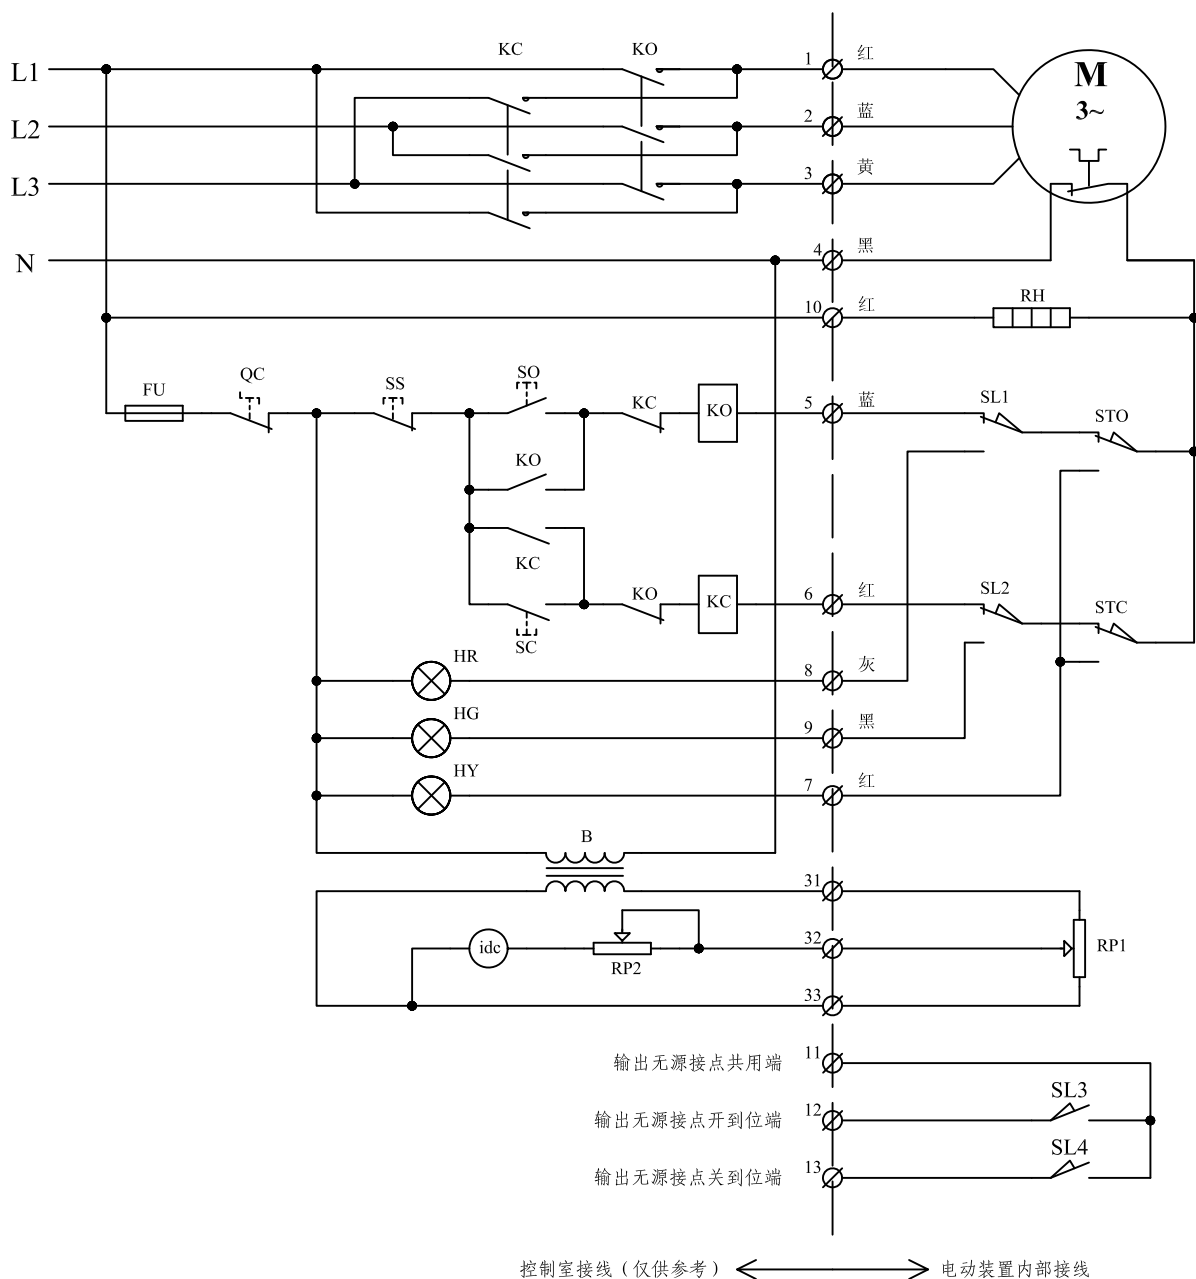 KC KO 1 红
L1 M
3~
L2 2 蓝
L3 3 黄
N 4 黑
10 红 RH
FU QC SS SO KC KO 5 蓝 SL1 STO
KO
KC
KO KC 6 红 SL2 STC
SC
HR 8 灰
HG 9 黑
HY 7 红
B
31
idc RP2 32 RP1
33
输出无源接点共用端 11
输出无源接点开到位端 12 SL3
输出无源接点关到位端 13 SL4
控制室接线(仅供参考) 电动装置内部接线